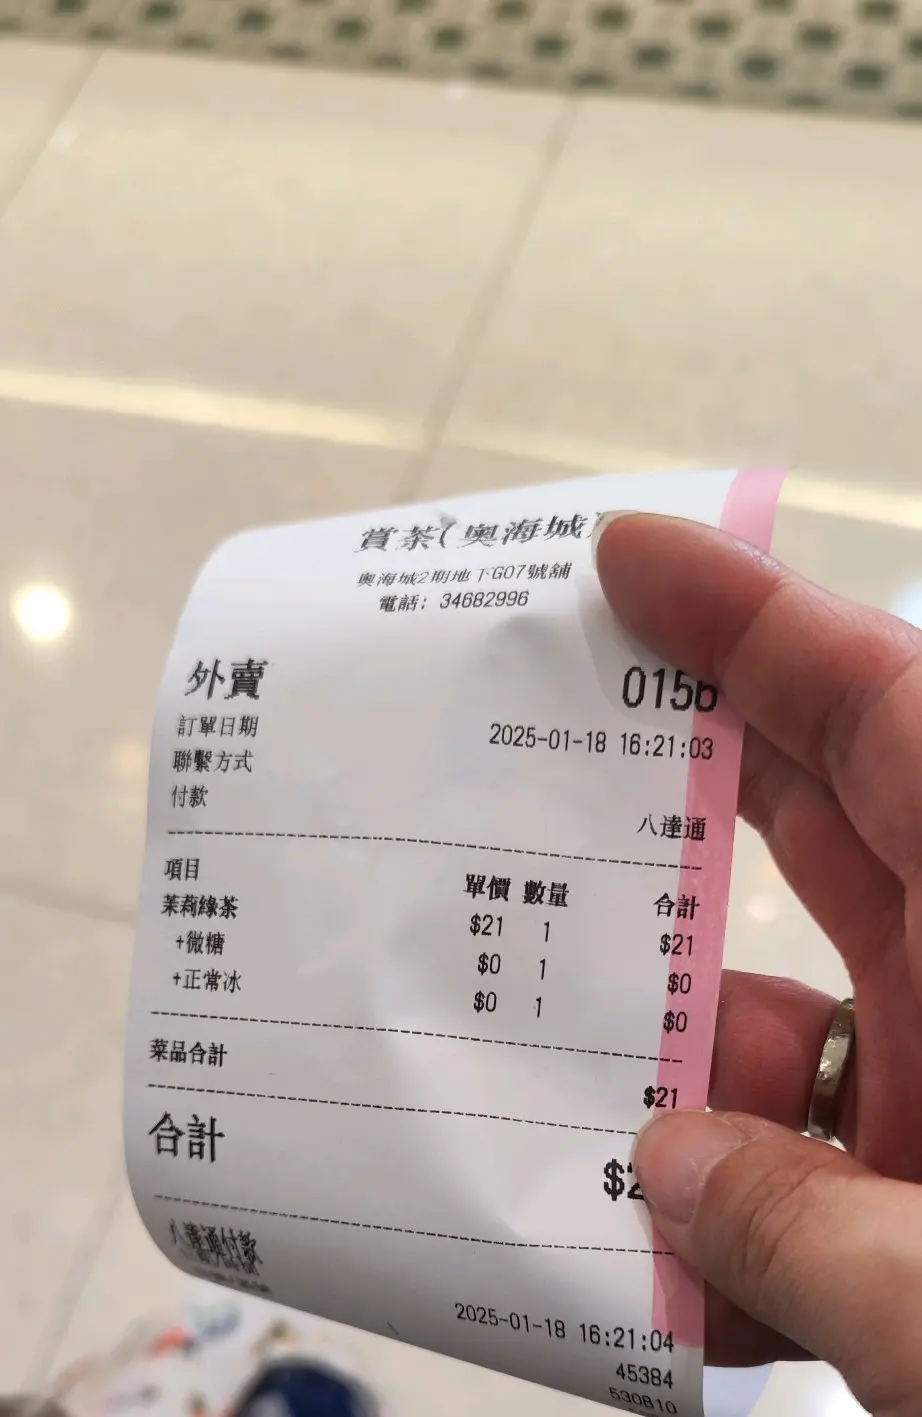 賞茶(奧海城)
奧海城2期地下G07號舖
電話: 34682996
外賣 0156
訂單日期 2025-01-18 16:21:03
聯繫方式
付款 八達通
項目 單價 數量 合計
茉莉綠茶 $21 1 $21
+微糖 $0 1 $0
+正常冰 $0 1 $0
菜品合計 $21
合計
八達通付款
2025-01-18 16:21:04
45384
530810